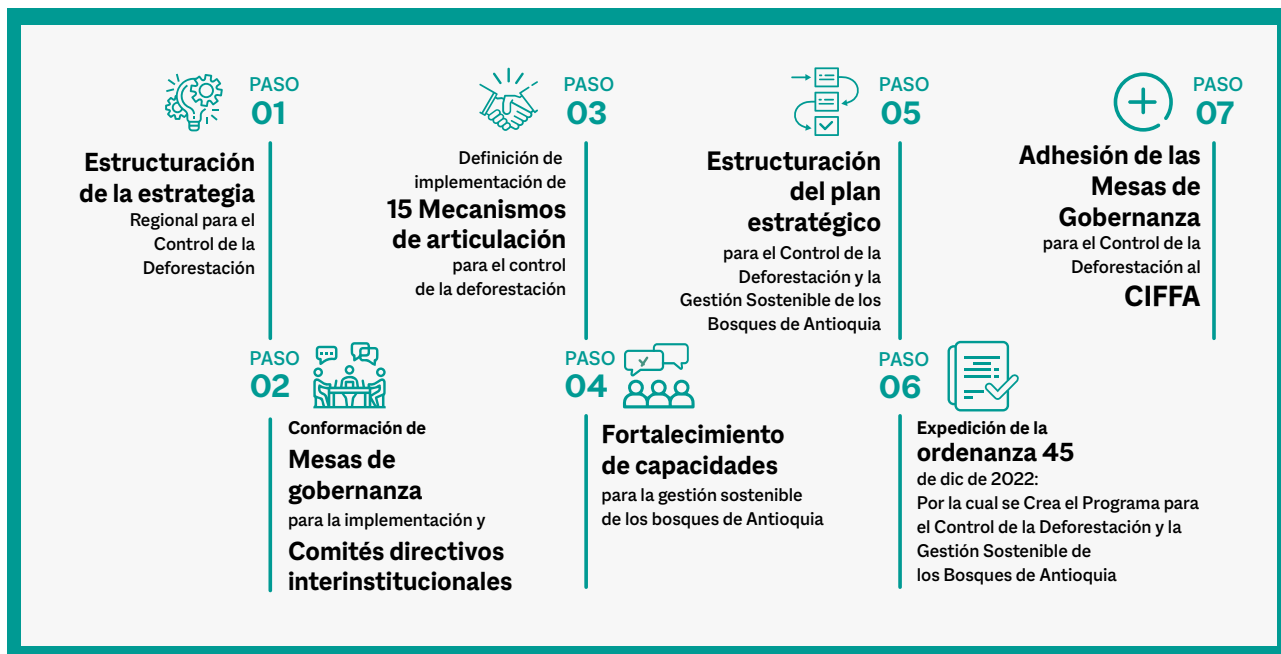 PASO
01
Estructuración
de la estrategia
Regional para el
Control de la
Deforestación
PASO
02
Conformación de
Mesas de
gobernanza
para la implementación y
Comités directivos
interinstitucionales
PASO
03
Definición de
implementación de
15 Mecanismos
de articulación
para el control
de la deforestación
PASO
04
Fortalecimiento
de capacidades
para la gestión sostenible
de los bosques de Antioquia
PASO
05
Estructuración
del plan
estratégico
para el Control de la
Deforestación y la
Gestión Sostenible de los
Bosques de Antioquia
PASO
06
Expedición de la
ordenanza 45
de dic de 2022:
Por la cual se Crea el Programa para
el Control de la Deforestación y la
Gestión Sostenible de
los Bosques de Antioquia
PASO
07
Adhesión de las
Mesas de
Gobernanza
para el Control de la
Deforestación al
CIFFA